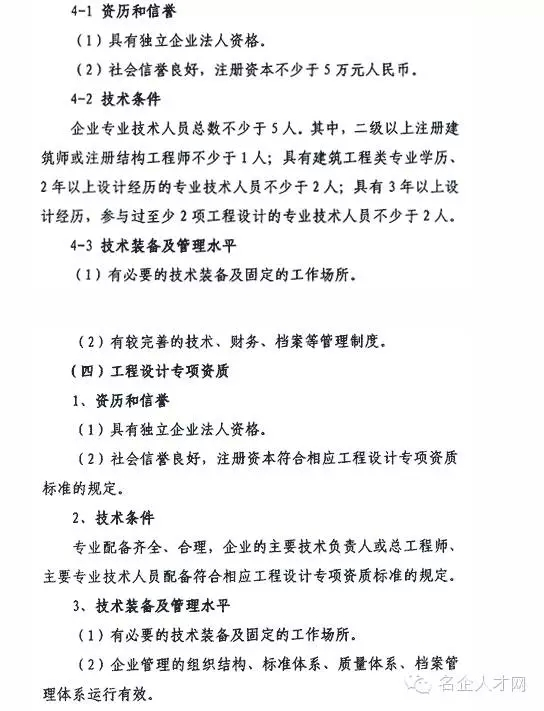 4-1 资历和信誉
（1）具有独立企业法人资格。
（2）社会信誉良好，注册资本不少于 5 万元人民币。
4-2 技术条件
企业专业技术人员总数不少于 5 人。其中，二级以上注册建
筑师或注册结构工程师不少于 1 人；具有建筑工程类专业学历、
2 年以上设计经历的专业技术人员不少于 2 人；具有 3 年以上设
计经历，参与过至少 2 项工程设计的专业技术人员不少于 2 人。
4-3 技术装备及管理水平
（1）有必要的技术装备及固定的工作场所。
（2）有较完善的技术、财务、档案等管理制度。
（四）工程设计专项资质
1、资历和信誉
（1）具有独立企业法人资格。
（2）社会信誉良好，注册资本符合相应工程设计专项资质
标准的规定。
2、技术条件
专业配备齐全、合理，企业的主要技术负责人或总工程师、
主要专业技术人员配备符合相应工程设计专项资质标准的规定。
3、技术装备及管理水平
（1）有必要的技术装备及固定的工作场所。
（2）企业管理的组织结构、标准体系、质量体系、档案管
理体系运行有效。
名企人才网